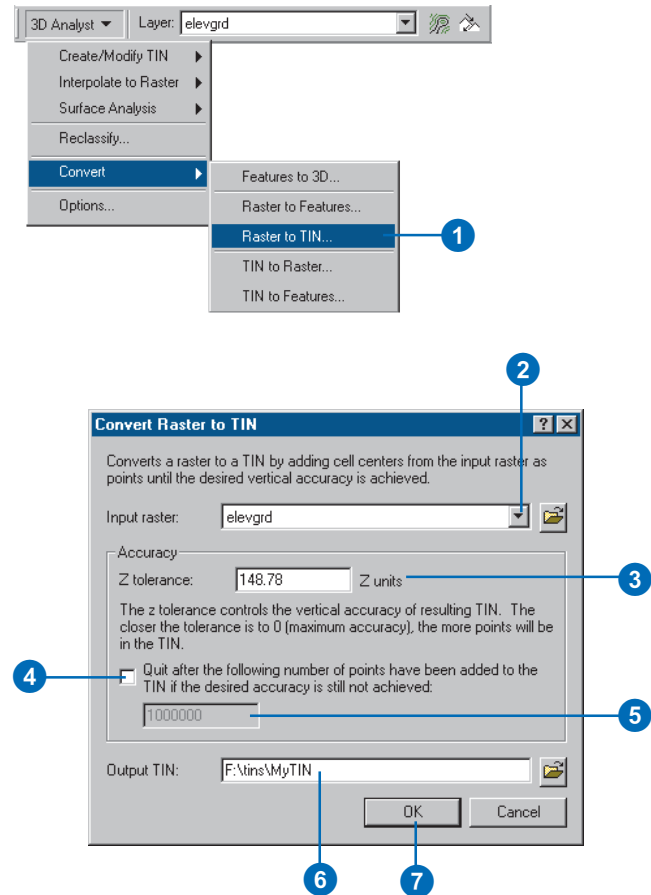 3D Analyst Layer: elevgrd
Create/Modify TIN
Interpolate to Raster
Surface Analysis
Reclassify...
Convert
Options...
Features to 3D...
Raster to Features...
Raster to TIN...
TIN to Raster...
TIN to Features...
1
2
Convert Raster to TIN
Converts a raster to a TIN by adding cell centers from the input raster as
points until the desired vertical accuracy is achieved.
Input raster: elevgrd
Accuracy
Z tolerance: 148.78 Z units
3
The z tolerance controls the vertical accuracy of resulting TIN. The
closer the tolerance is to 0 (maximum accuracy), the more points will be
in the TIN.
4
Quit after the following number of points have been added to the
TIN if the desired accuracy is still not achieved:
1000000
5
Output TIN: F:\tins\MyTIN
OK Cancel
6 7